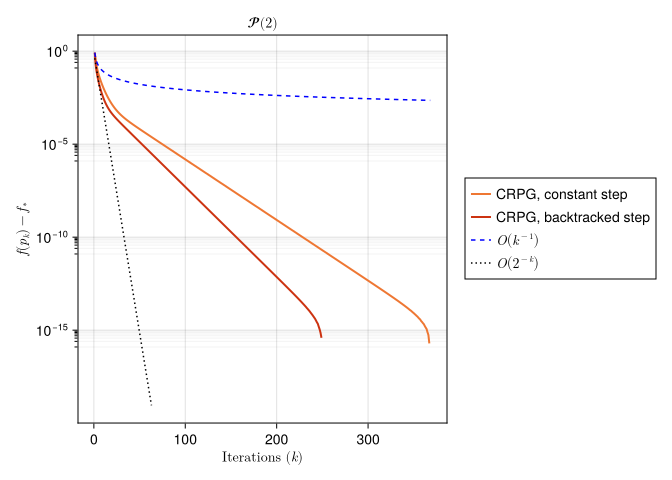 𝓟(2)
10⁰
10⁻⁵
10⁻¹⁰
10⁻¹⁵
f(pₖ) − f⁎
0 100 200 300
Iterations (k)
CRPG, constant step
CRPG, backtracked step
O(k⁻¹)
O(2⁻ᵏ)